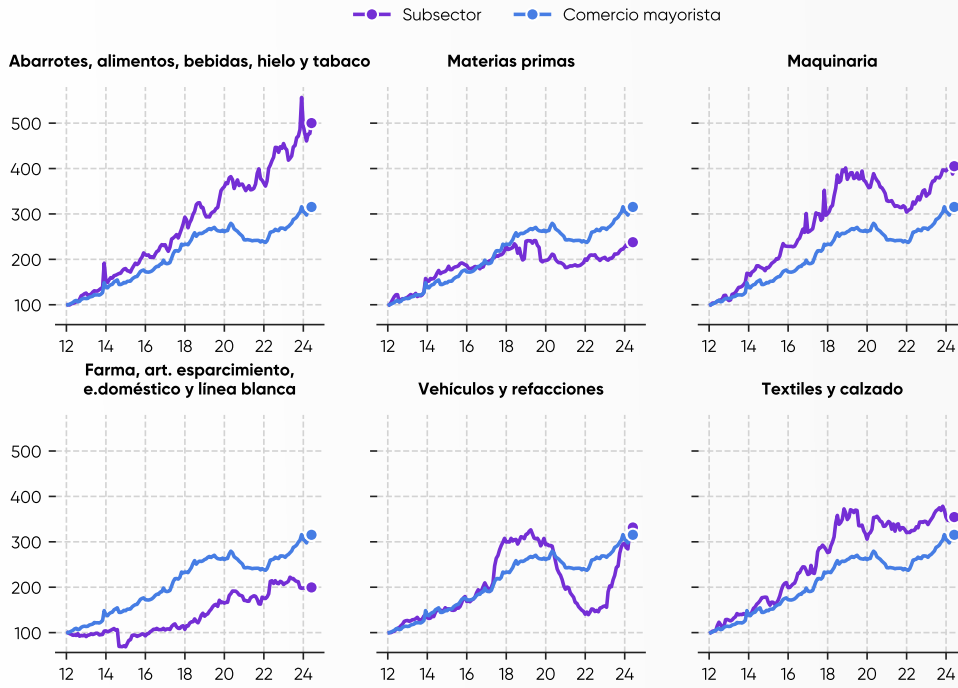 Subsector   Comercio mayorista
Abarrotes, alimentos, bebidas, hielo y tabaco
500
400
300
200
100
12 14 16 18 20 22 24
Materias primas
12 14 16 18 20 22 24
Maquinaria
12 14 16 18 20 22 24
Farma, art. esparcimiento,
e.doméstico y línea blanca
500
400
300
200
100
12 14 16 18 20 22 24
Vehículos y refacciones
12 14 16 18 20 22 24
Textiles y calzado
12 14 16 18 20 22 24